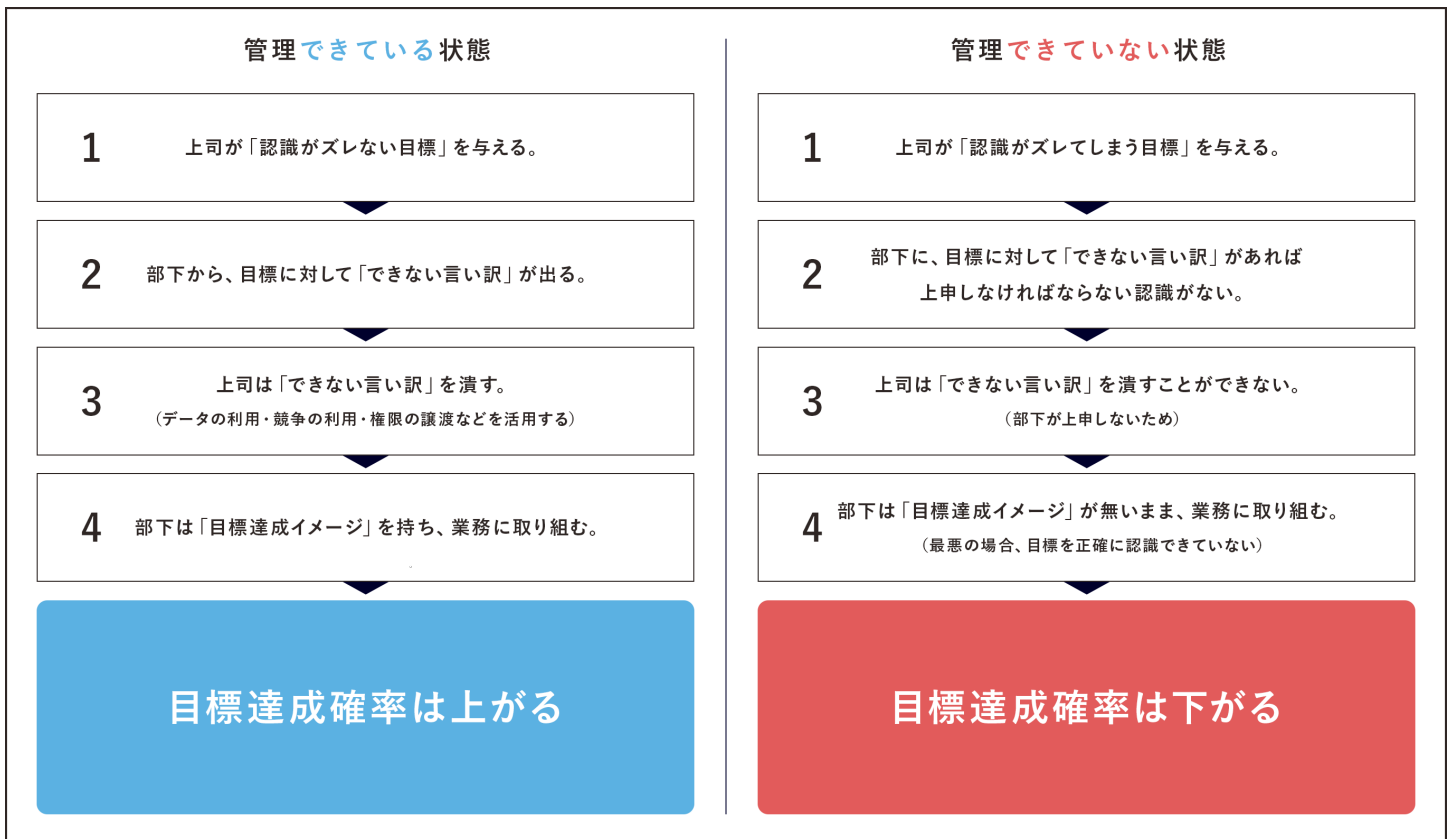 管理できている状態
1
上司が「認識がズレない目標」を与える。
2
部下から、目標に対して「できない言い訳」が出る。
3
上司は「できない言い訳」を潰す。
（データの利用・競争の利用・権限の譲渡などを活用する）
4
部下は「目標達成イメージ」を持ち、業務に取り組む。
目標達成確率は上がる
管理できていない状態
1
上司が「認識がズレてしまう目標」を与える。
2
部下に、目標に対して「できない言い訳」があれば
上申しなければならない認識がない。
3
上司は「できない言い訳」を潰すことができない。
（部下が上申しないため）
4
部下は「目標達成イメージ」が無いまま、業務に取り組む。
（最悪の場合、目標を正確に認識できていない）
目標達成確率は下がる